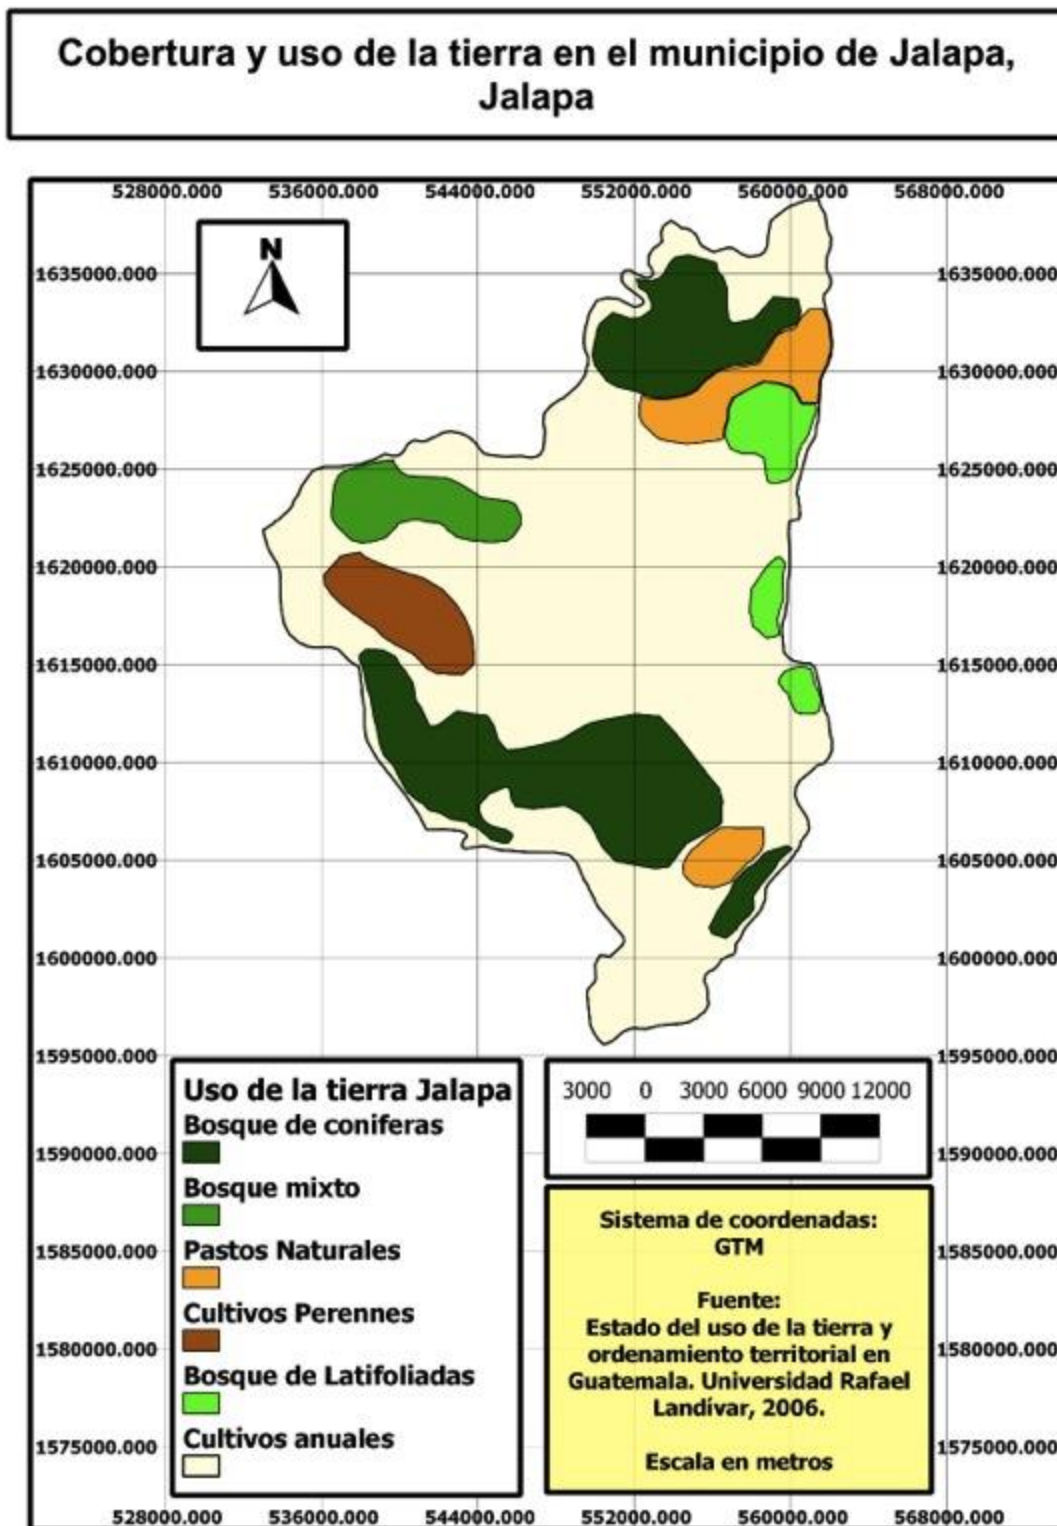 Cobertura y uso de la tierra en el municipio de Jalapa,
Jalapa
528000.000 536000.000 544000.000 552000.000 560000.000 568000.000
N
1635000.000 1635000.000
1630000.000 1630000.000
1625000.000 1625000.000
1620000.000 1620000.000
1615000.000 1615000.000
1610000.000 1610000.000
1605000.000 1605000.000
1600000.000 1600000.000
1595000.000 1595000.000
Uso de la tierra Jalapa
Bosque de coniferas
1590000.000 1590000.000
Bosque mixto
Pastos Naturales
1585000.000 1585000.000
Cultivos Perennes
1580000.000 1580000.000
Bosque de Latifoliadas
Cultivos anuales
1575000.000 1575000.000
3000 0 3000 6000 9000 12000
Sistema de coordenadas:
GTM
Fuente:
Estado del uso de la tierra y
ordenamiento territorial en
Guatemala. Universidad Rafael
Landívar, 2006.
Escala en metros
528000.000 536000.000 544000.000 552000.000 560000.000 568000.000